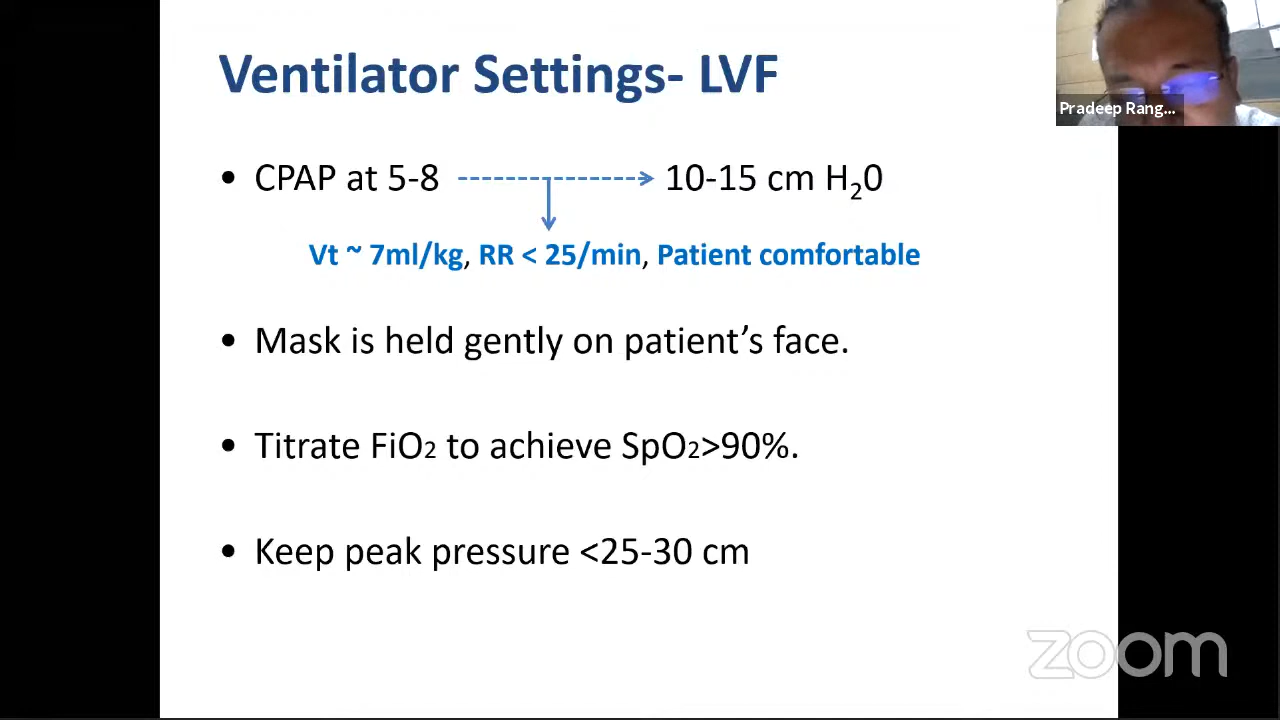 Ventilator Settings- LVF
Pradeep Rang...
• CPAP at 5-8 10-15 cm H₂0
Vt ~ 7ml/kg, RR < 25/min, Patient comfortable
• Mask is held gently on patient’s face.
• Titrate FiO₂ to achieve SpO₂>90%.
• Keep peak pressure <25-30 cm
zoom